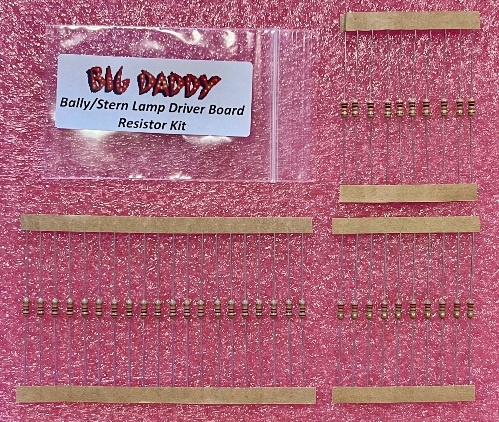 BIG DADDY
Bally/Stern Lamp Driver Board
Resistor Kit